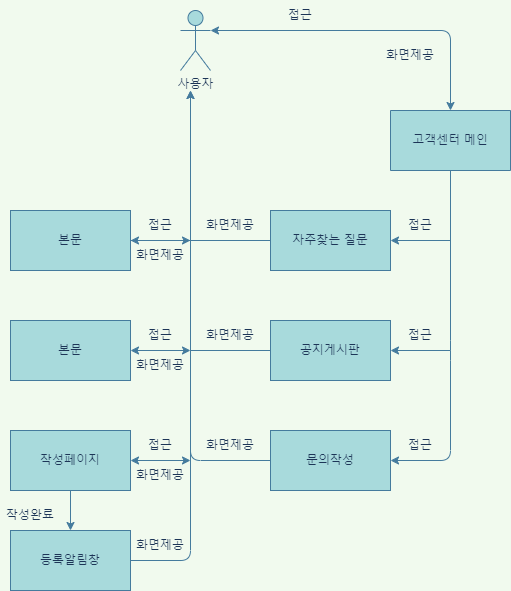 접근
화면제공
사용자
고객센터 메인
본문
접근
화면제공
화면제공
자주찾는 질문
접근
본문
접근
화면제공
화면제공
공지게시판
접근
작성페이지
접근
화면제공
화면제공
문의작성
접근
작성완료
등록알림창
화면제공